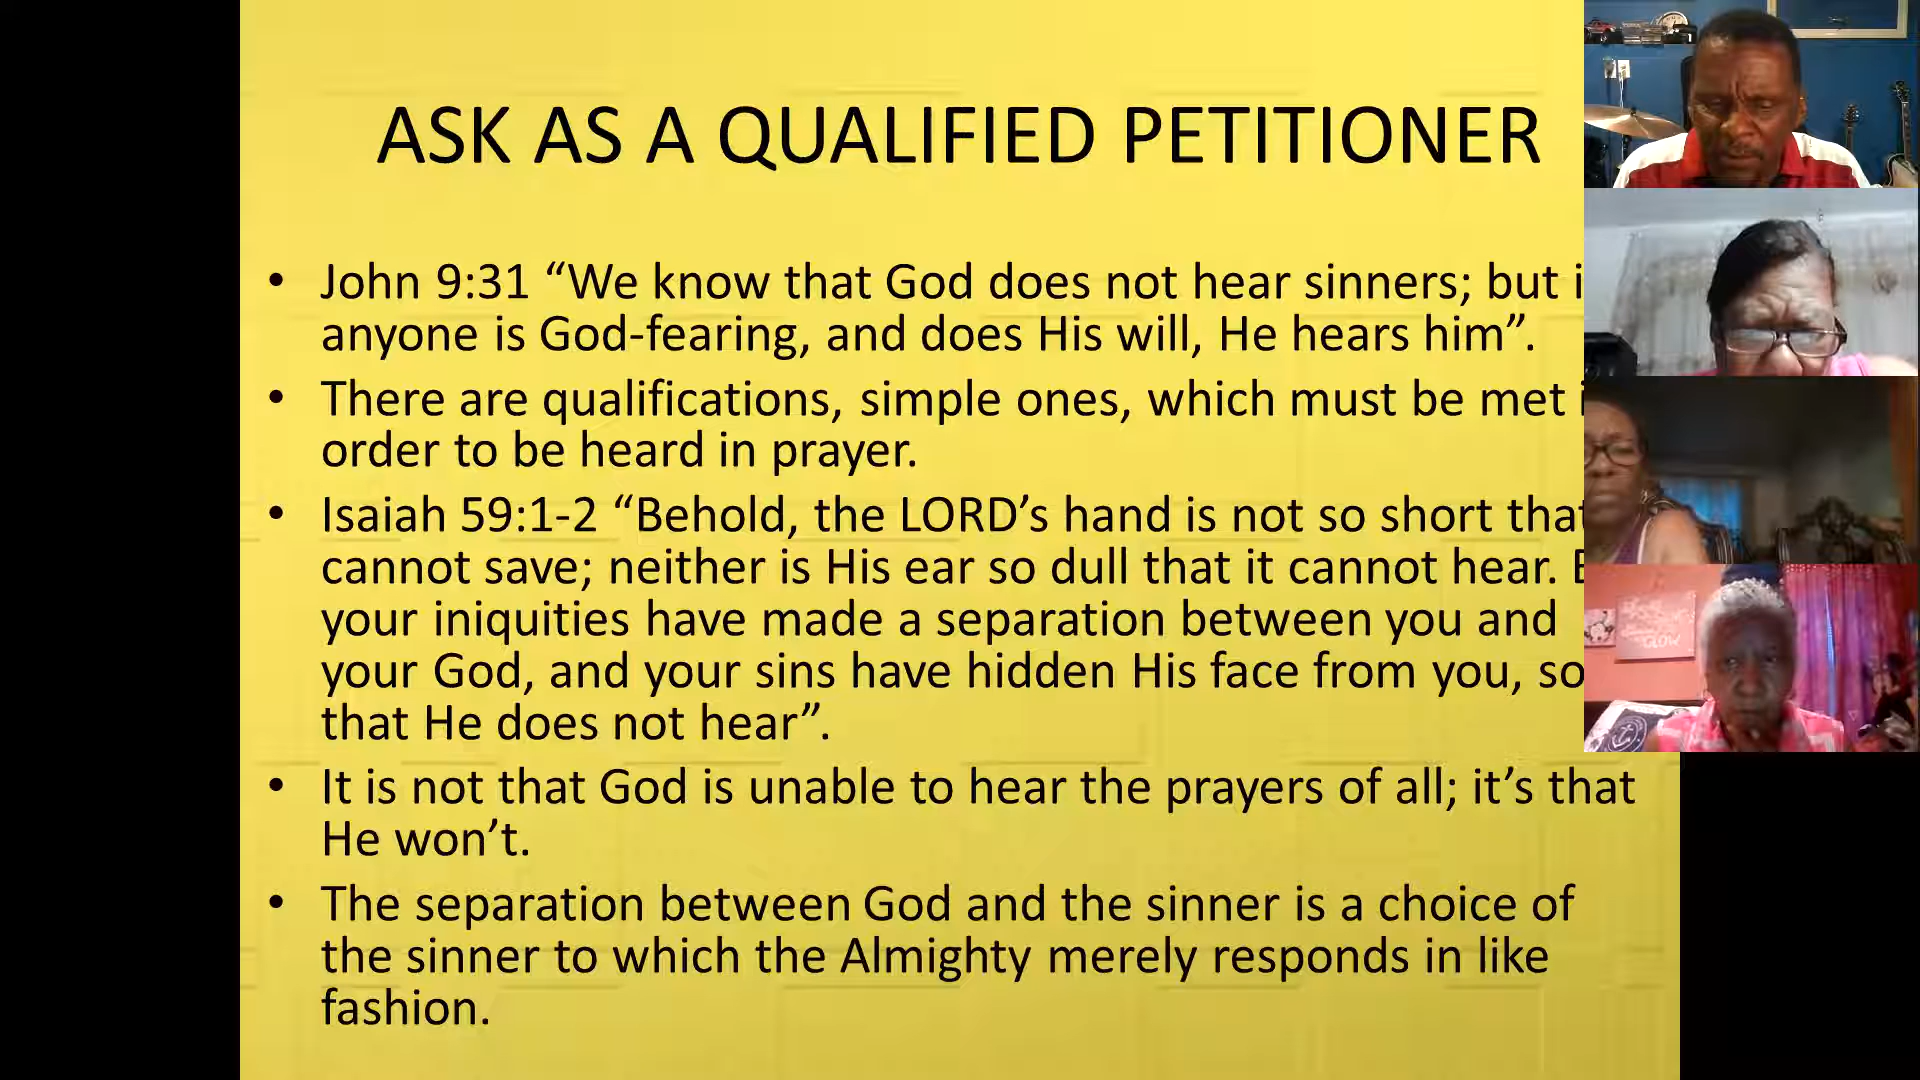 ASK AS A QUALIFIED PETITIONER
• John 9:31 “We know that God does not hear sinners; but
anyone is God-fearing, and does His will, He hears him”.
• There are qualifications, simple ones, which must be met
order to be heard in prayer.
• Isaiah 59:1-2 “Behold, the LORD’s hand is not so short that
cannot save; neither is His ear so dull that it cannot hear.
your iniquities have made a separation between you and
your God, and your sins have hidden His face from you, so
that He does not hear”.
• It is not that God is unable to hear the prayers of all; it’s that
He won’t.
• The separation between God and the sinner is a choice of
the sinner to which the Almighty merely responds in like
fashion.
GLOW